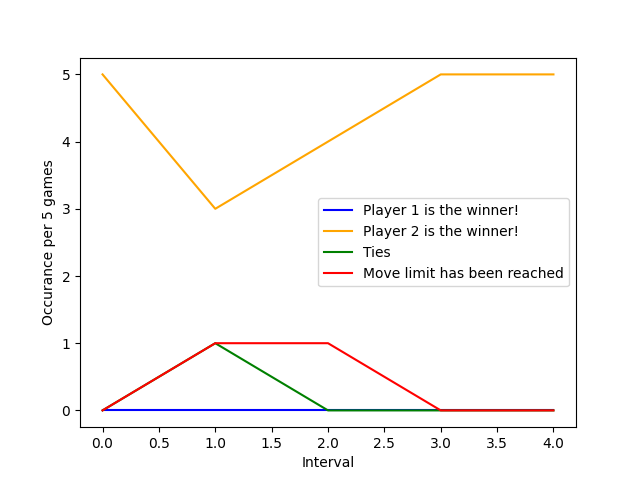 5
4
3
2
1
0
Occurance per 5 games
Player 1 is the winner!
Player 2 is the winner!
Ties
Move limit has been reached
0.0 0.5 1.0 1.5 2.0 2.5 3.0 3.5 4.0
Interval